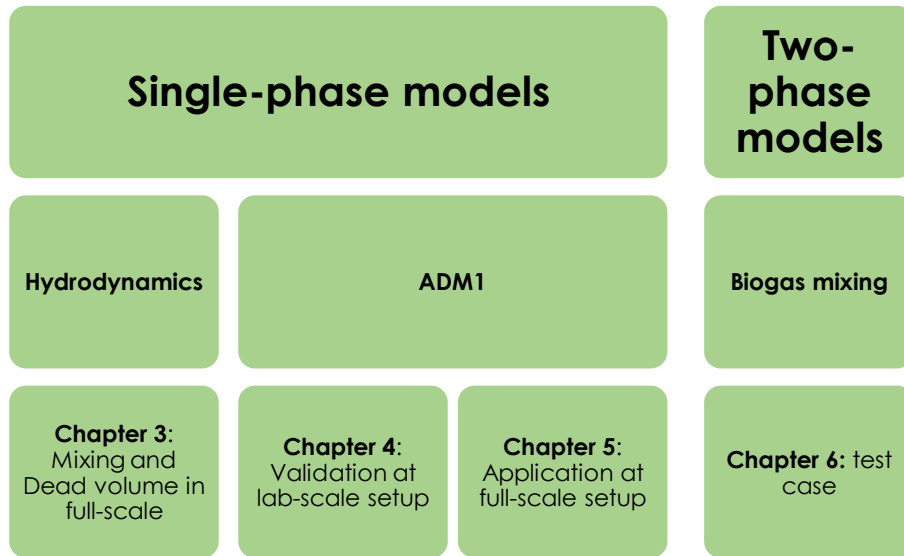 Single-phase models
Two-
phase
models
Hydrodynamics
ADM1
Biogas mixing
Chapter 3:
Mixing and
Dead volume in
full-scale
Chapter 4:
Validation at
lab-scale setup
Chapter 5:
Application at
full-scale setup
Chapter 6: test
case